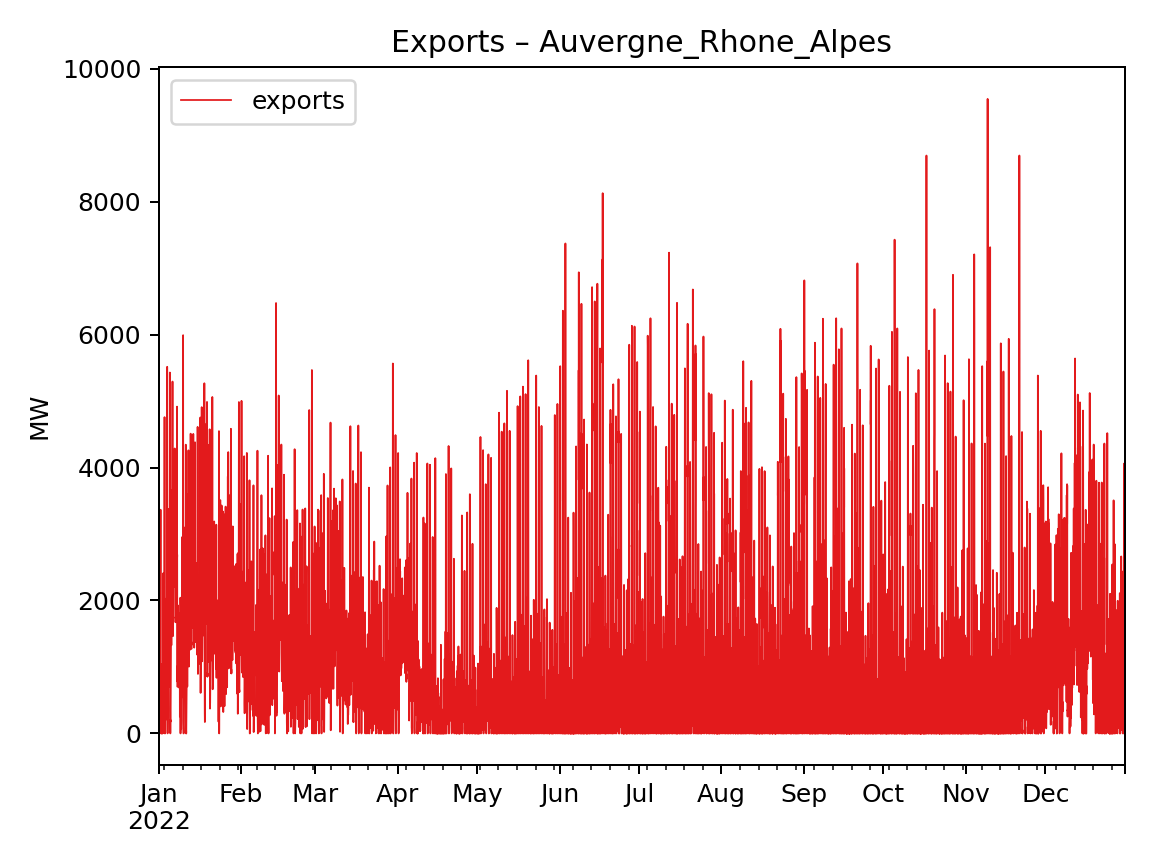 Exports – Auvergne_Rhone_Alpes
exports
10000
8000
6000
4000
2000
0
MW
Jan Feb Mar Apr May Jun Jul Aug Sep Oct Nov Dec
2022